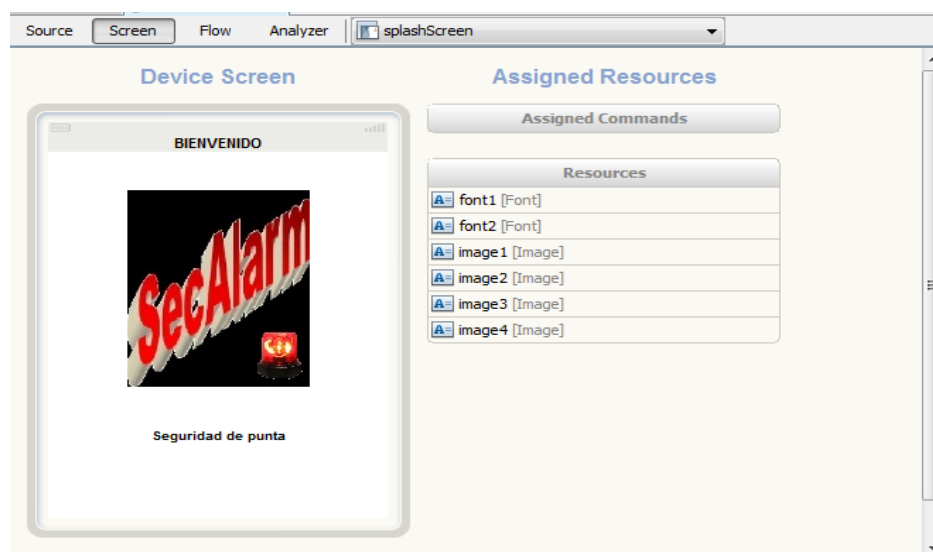 Source Screen Flow Analyzer splashScreen
Device Screen
BIENVENIDO
SecAlarm
Seguridad de punta
Assigned Resources
Assigned Commands
Resources
font1 [Font]
font2 [Font]
image1 [Image]
image2 [Image]
image3 [Image]
image4 [Image]